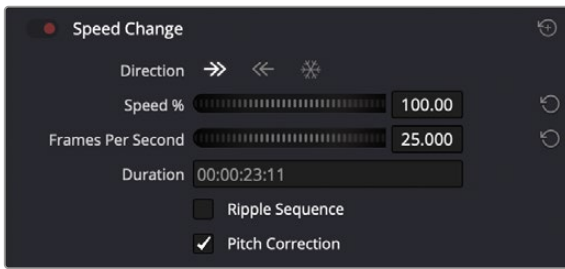 Speed Change
Direction
Speed % 100.00
Frames Per Second 25.000
Duration 00:00:23:11
Ripple Sequence
Pitch Correction